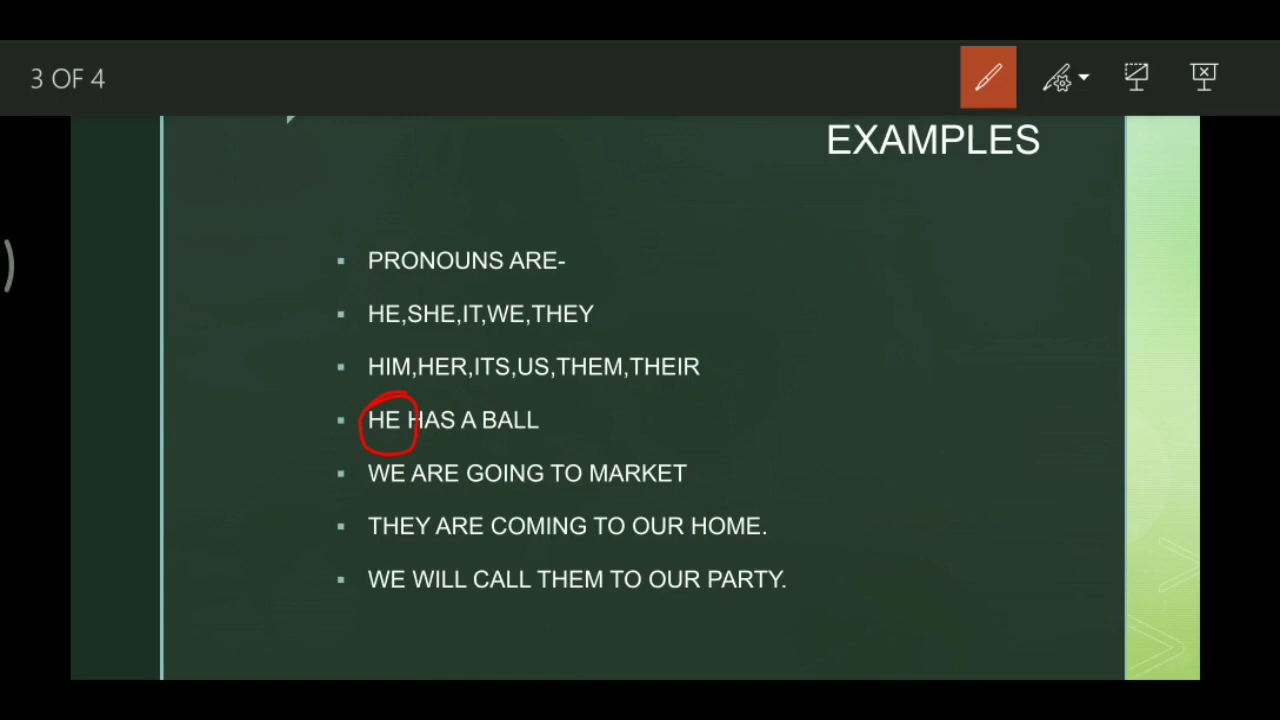 3 OF 4
EXAMPLES
PRONOUNS ARE-
HE,SHE,IT,WE,THEY
HIM,HER,ITS,US,THEM,THEIR
HE HAS A BALL
WE ARE GOING TO MARKET
THEY ARE COMING TO OUR HOME.
WE WILL CALL THEM TO OUR PARTY.